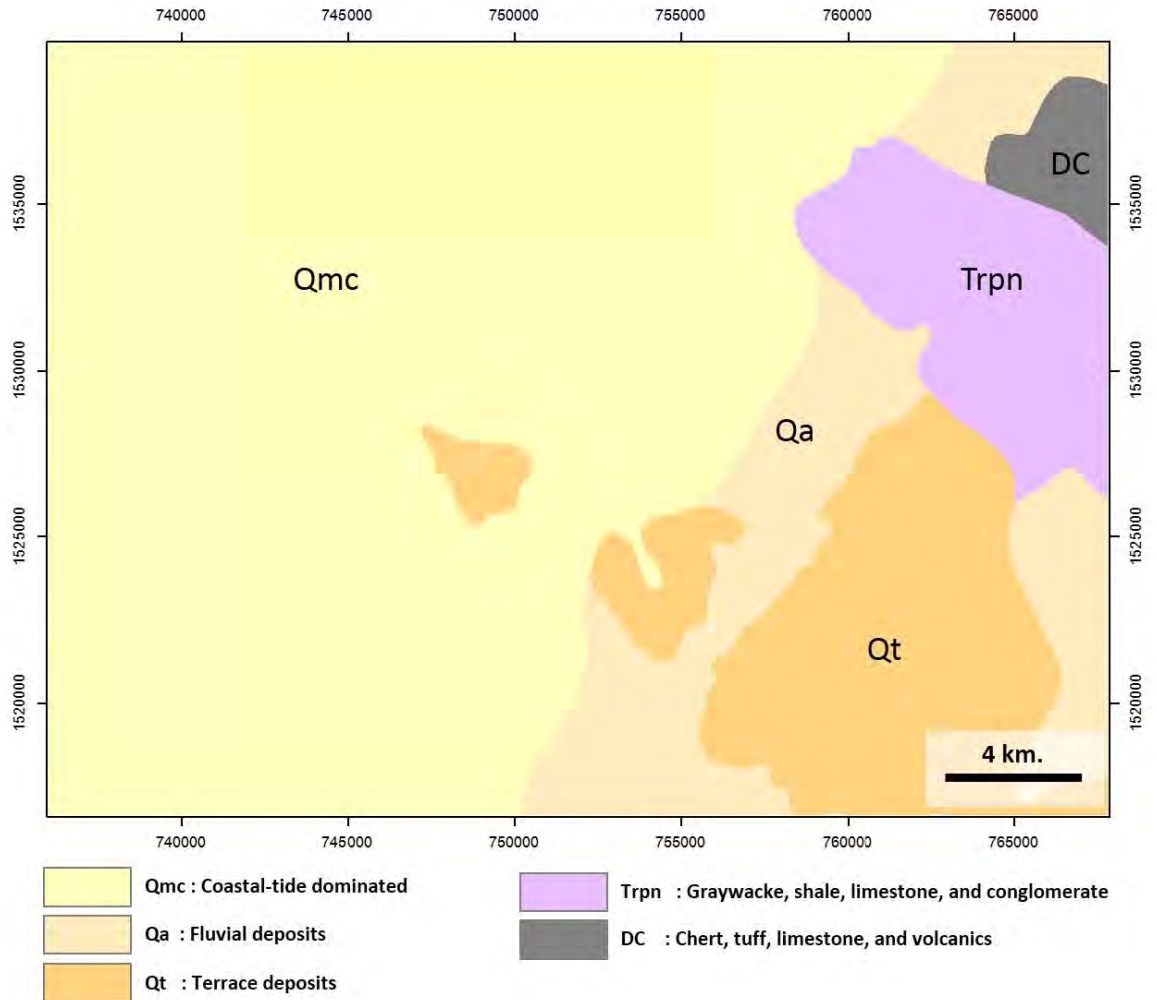 740000 745000 750000 755000 760000 765000
DC
1535000 1535000
Qmc Trpn
1530000 1530000
Qa
1525000 1525000
Qt
1520000 1520000
4 km.
740000 745000 750000 755000 760000 765000
Qmc : Coastal-tide dominated
Qa : Fluvial deposits
Qt : Terrace deposits
Trpn : Graywacke, shale, limestone, and conglomerate
DC : Chert, tuff, limestone, and volcanics